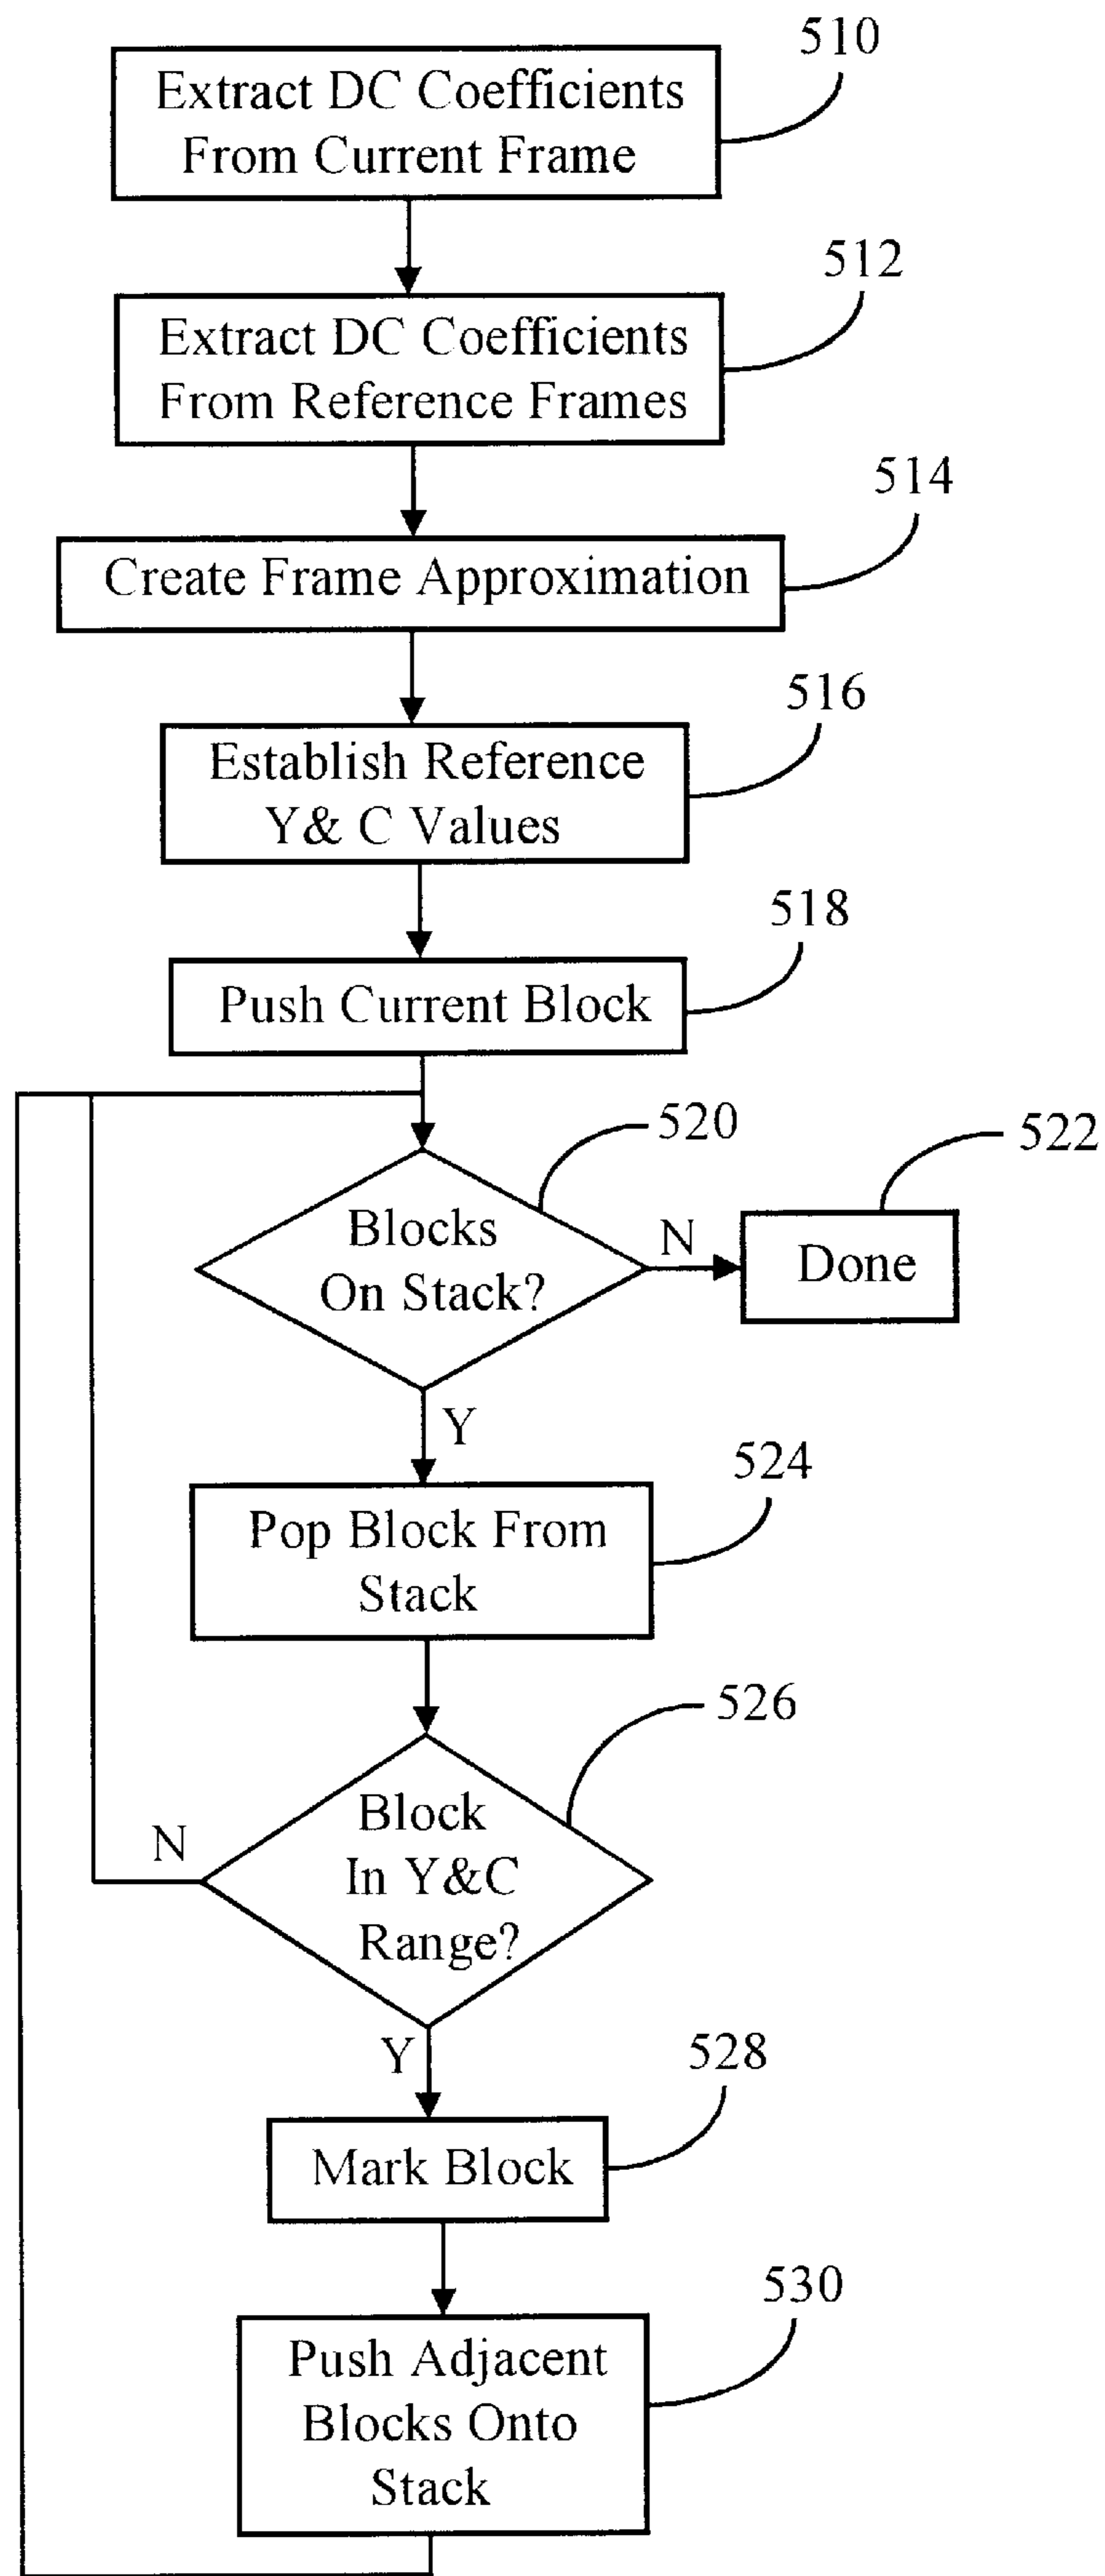 510
Extract DC Coefficients
From Current Frame
512
Extract DC Coefficients
From Reference Frames
514
Create Frame Approximation
516
Establish Reference
Y& C Values
518
Push Current Block
520
522
Blocks
On Stack?
N
Done
Y
524
Pop Block From
Stack
526
Block
In Y&C
Range?
N
Y
528
Mark Block
530
Push Adjacent
Blocks Onto
Stack